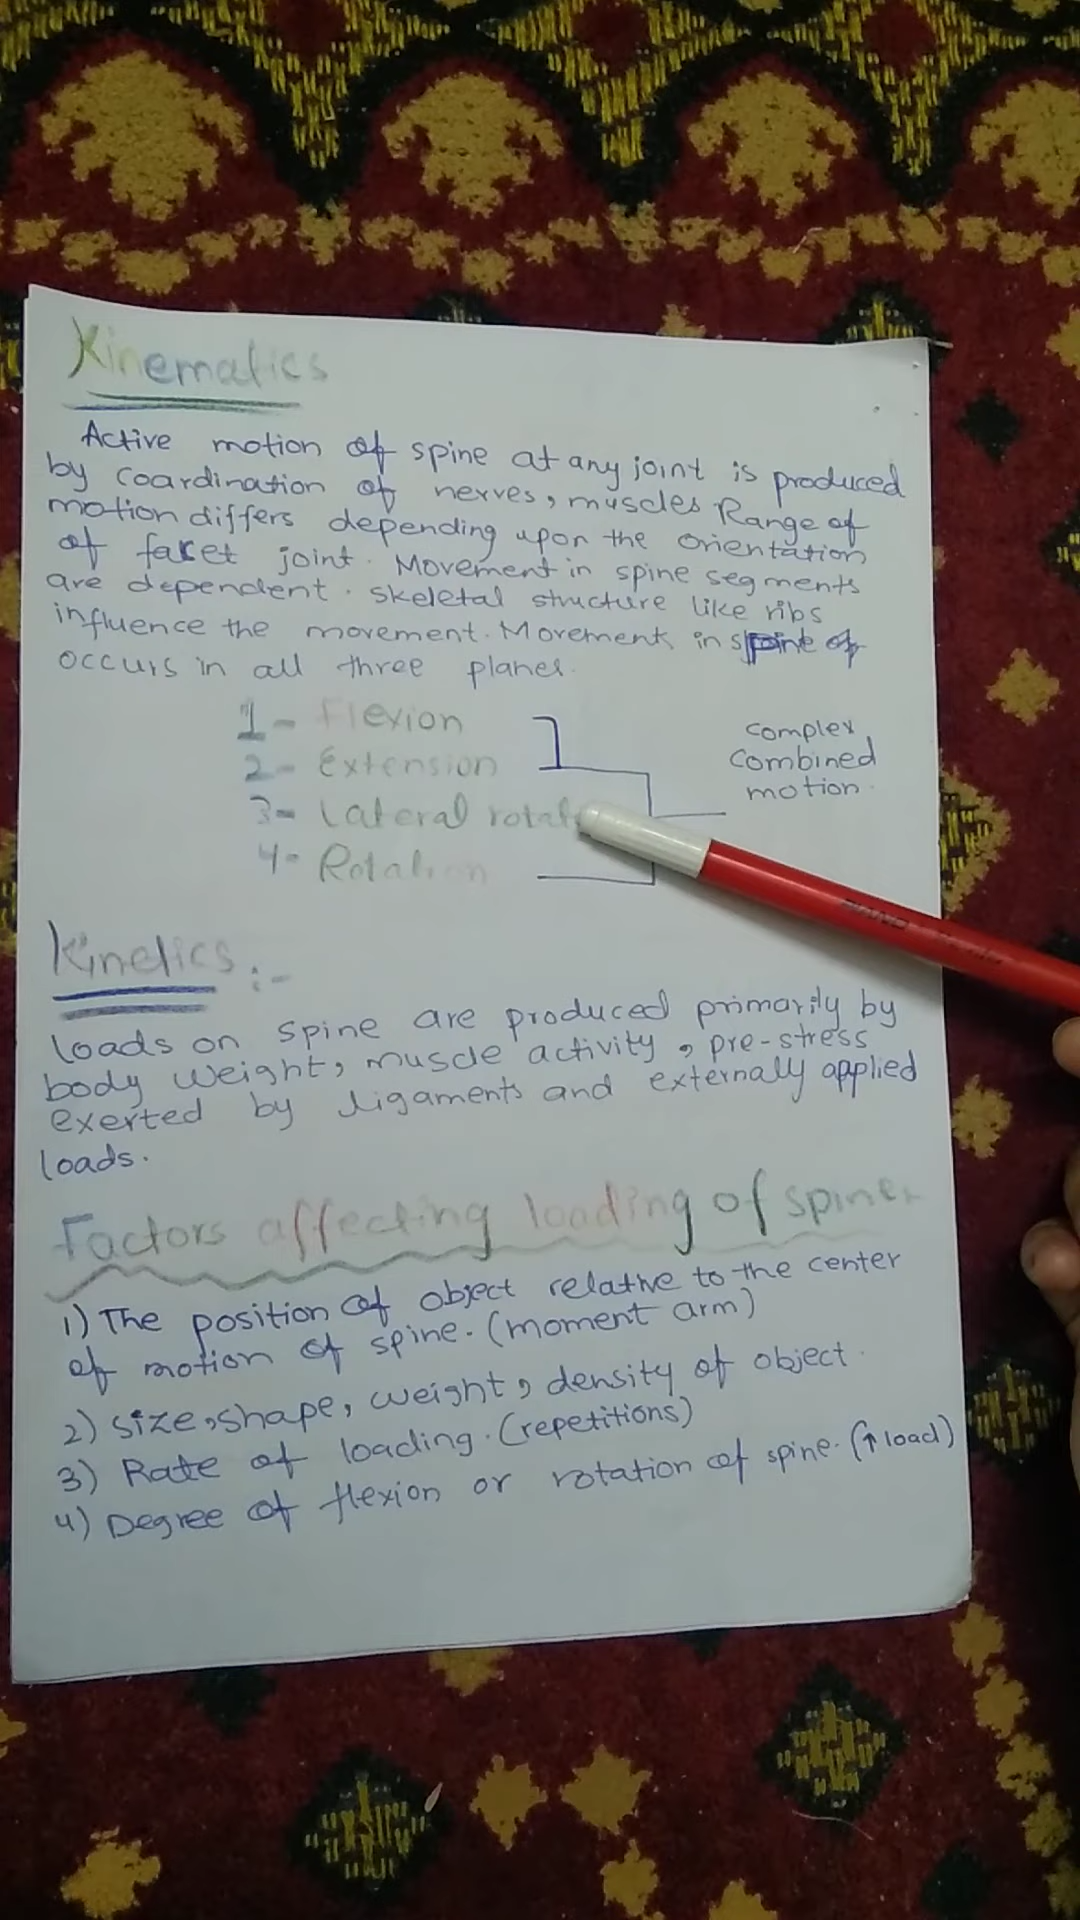 Kinematics
Active motion of spine at any joint is produced
by coardination of nerves, muscles Range of
motion differs depending upon the orientation
of facet joint. Movement in spine segments
are dependent. skeletal structure like ribs
influence the movement. Movement in spine of
occurs in all three planes.
1- Flexion
2- Extension
3- Lateral rotat
4- Rotation
complex
combined
motion.
Kinetics :-
Loads on spine are produced primarily by
body weight, muscle activity, pre-stress
exerted by ligaments and externally applied
loads.
Factors affecting loading of spine.
1) The position of object relative to the center
of motion of spine. (moment arm)
2) Size, shape, weight, density of object.
3) Rate of loading. (repetitions)
4) Degree of flexion or rotation of spine. (↑ load)